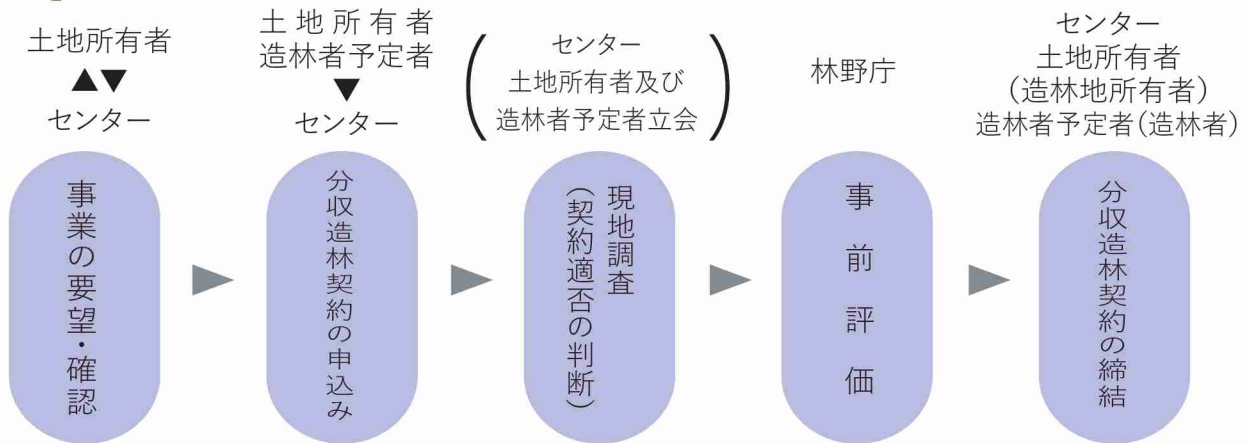 土地所有者
▲▼
センター
事業の要望・確認
土地所有者
造林者予定者
▼
センター
分収造林契約の申込み
センター
土地所有者及び
造林者予定者立会
現地調査
(契約適否の判断)
林野庁
事前評価
センター
土地所有者
(造林地所有者)
造林者予定者(造林者)
分収造林契約の締結